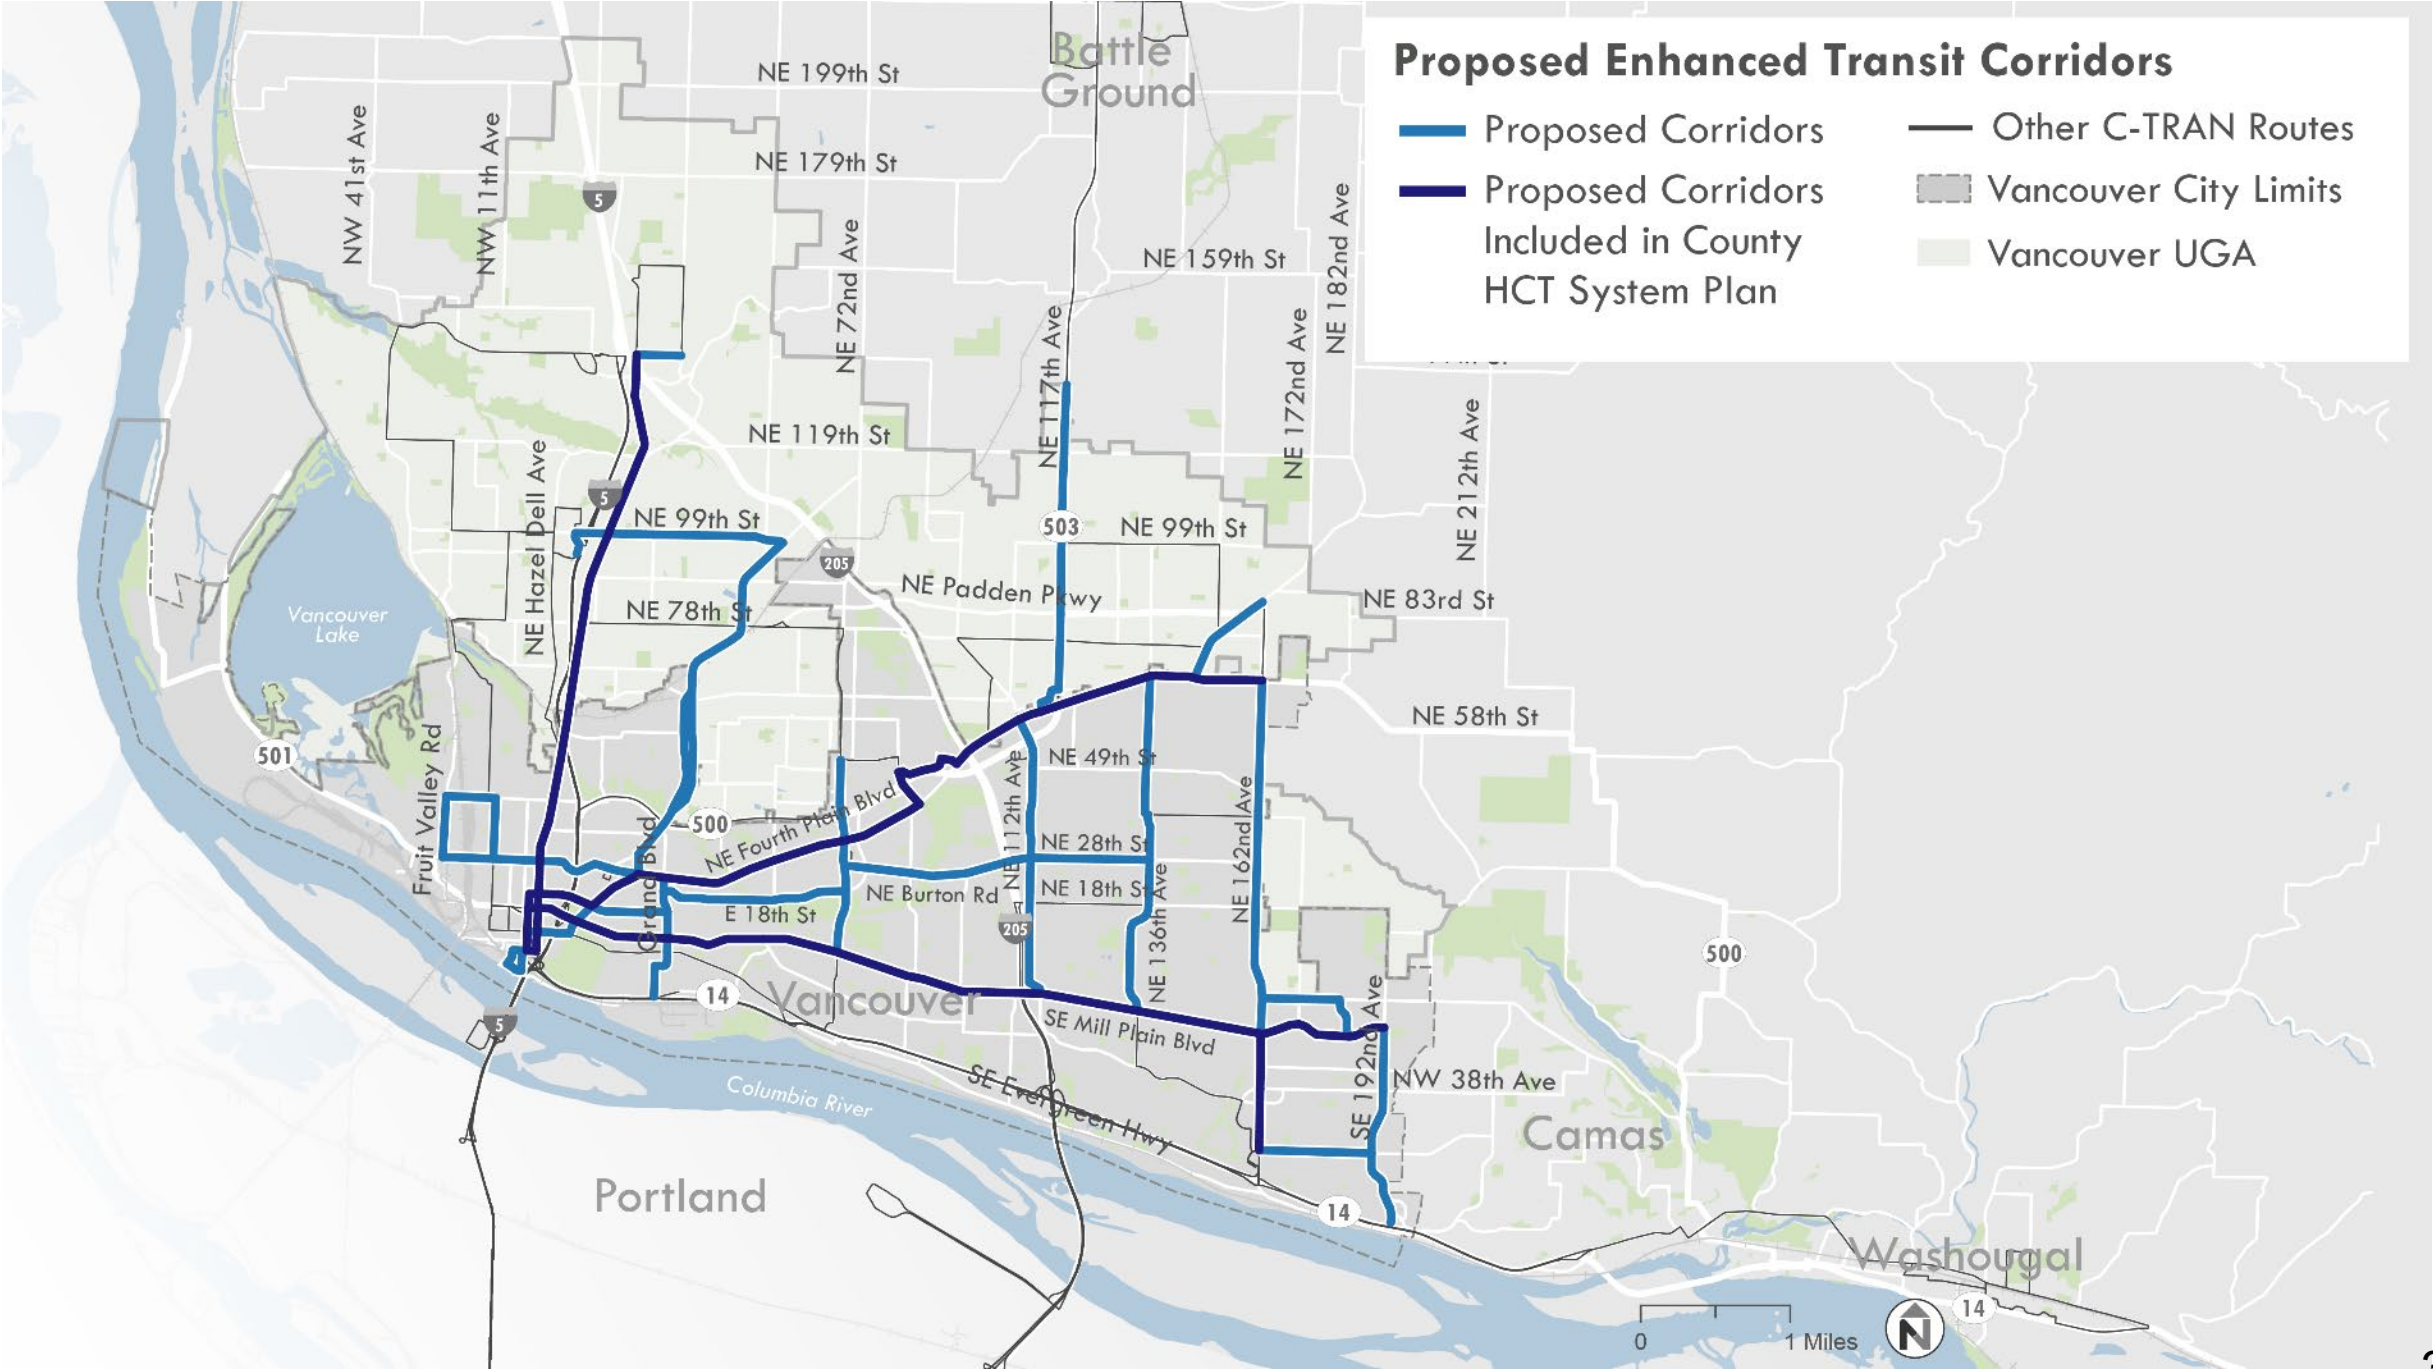 Proposed Enhanced Transit Corridors
Proposed Corridors
Proposed Corridors
Included in County
HCT System Plan
Other C-TRAN Routes
Vancouver City Limits
Vancouver UGA
Battle
Ground
NE 199th St
NW 41st Ave
NW 11th Ave
NE 179th St
5
NE 72nd Ave
NE 159th St
NE 182nd Ave
NE 172nd Ave
NE 117th Ave
NE 119th St
NE 212th Ave
NE Hazel Dell Ave
5
NE 99th St
503
NE 99th St
205
NE Padden Pkwy
NE 83rd St
NE 78th St
Vancouver
Lake
NE 58th St
501
Fruit Valley Rd
NE 49th St
NE 112th Ave
NE 162nd Ave
500
NE Fourth Plain Blvd
Grand Blvd
NE 28th St
NE Burton Rd
NE 18th St
NE 136th Ave
E 18th St
205
500
14
Vancouver
5
SE Mill Plain Blvd
SE 192nd Ave
NW 38th Ave
Columbia River
SE Evergreen Hwy
Camas
Portland
14
Washougal
14
0
1 Miles
N